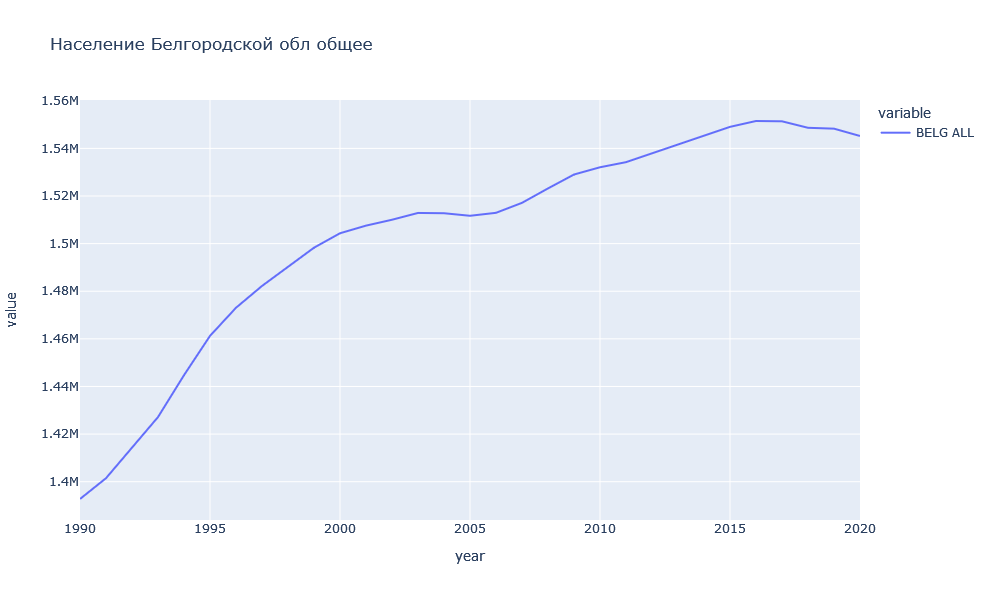 Население Белгородской обл общее
variable
BELG ALL
1.56M
1.54M
1.52M
1.5M
1.48M
1.46M
1.44M
1.42M
1.4M
value
1990 1995 2000 2005 2010 2015 2020
year